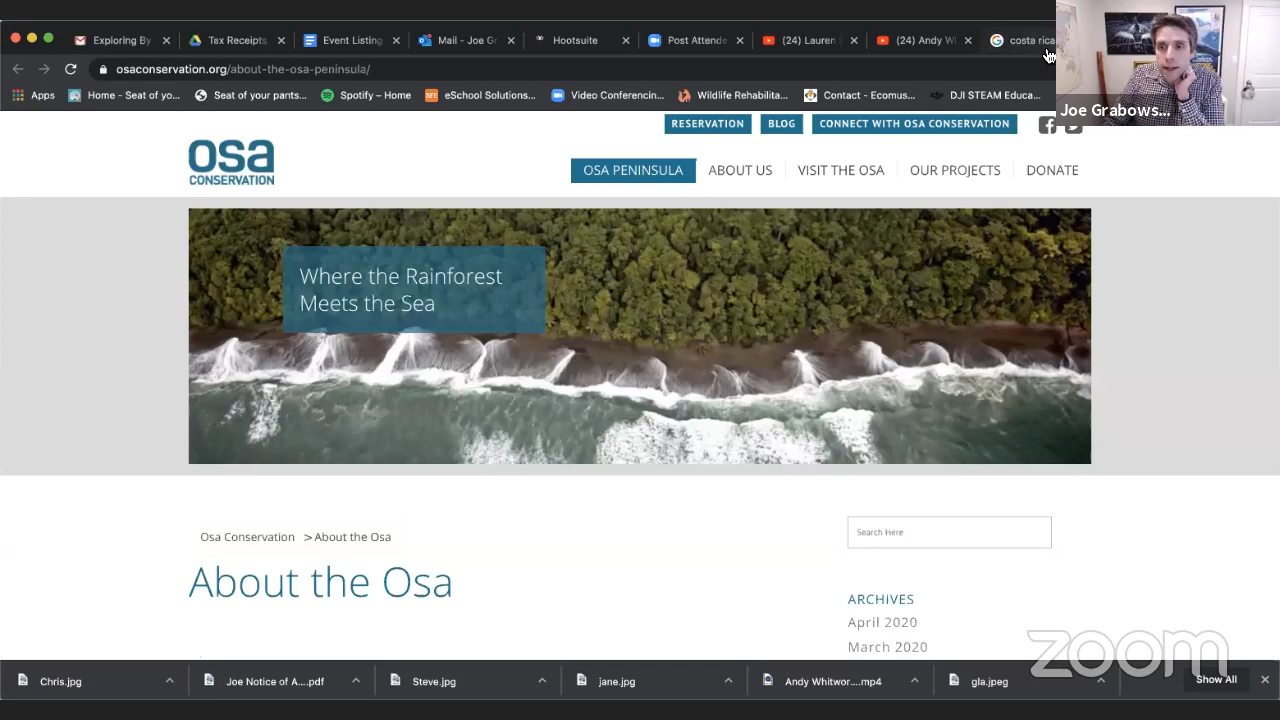 Exploring By
Tax Receipts
Event Listing
Mail - Joe G
Hootsuite
Post Attende
(24) Lauren
(24) Andy W
costa rica
osaconservation.org/about-the-osa-peninsula/
Apps
Home - Seat of yo...
Seat of your pants...
Spotify – Home
eSchool Solutions...
Video Conferencin...
Wildlife Rehabilita...
Contact - Ecomus...
DJI STEAM Educa...
Joe Grabows...
RESERVATION
BLOG
CONNECT WITH OSA CONSERVATION
osa
CONSERVATION
OSA PENINSULA
ABOUT US
VISIT THE OSA
OUR PROJECTS
DONATE
Where the Rainforest
Meets the Sea
Osa Conservation > About the Osa
Search Here
About the Osa
ARCHIVES
April 2020
March 2020
zoom
Chris.jpg
Joe Notice of A....pdf
Steve.jpg
jane.jpg
Andy Whitwor....mp4
gla.jpeg
Show All